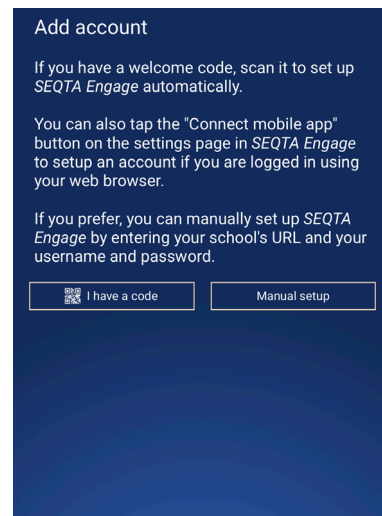 Add account
If you have a welcome code, scan it to set up
SEQTA Engage automatically.
You can also tap the "Connect mobile app"
button on the settings page in SEQTA Engage
to setup an account if you are logged in using
your web browser.
If you prefer, you can manually set up SEQTA
Engage by entering your school's URL and your
username and password.
I have a code
Manual setup